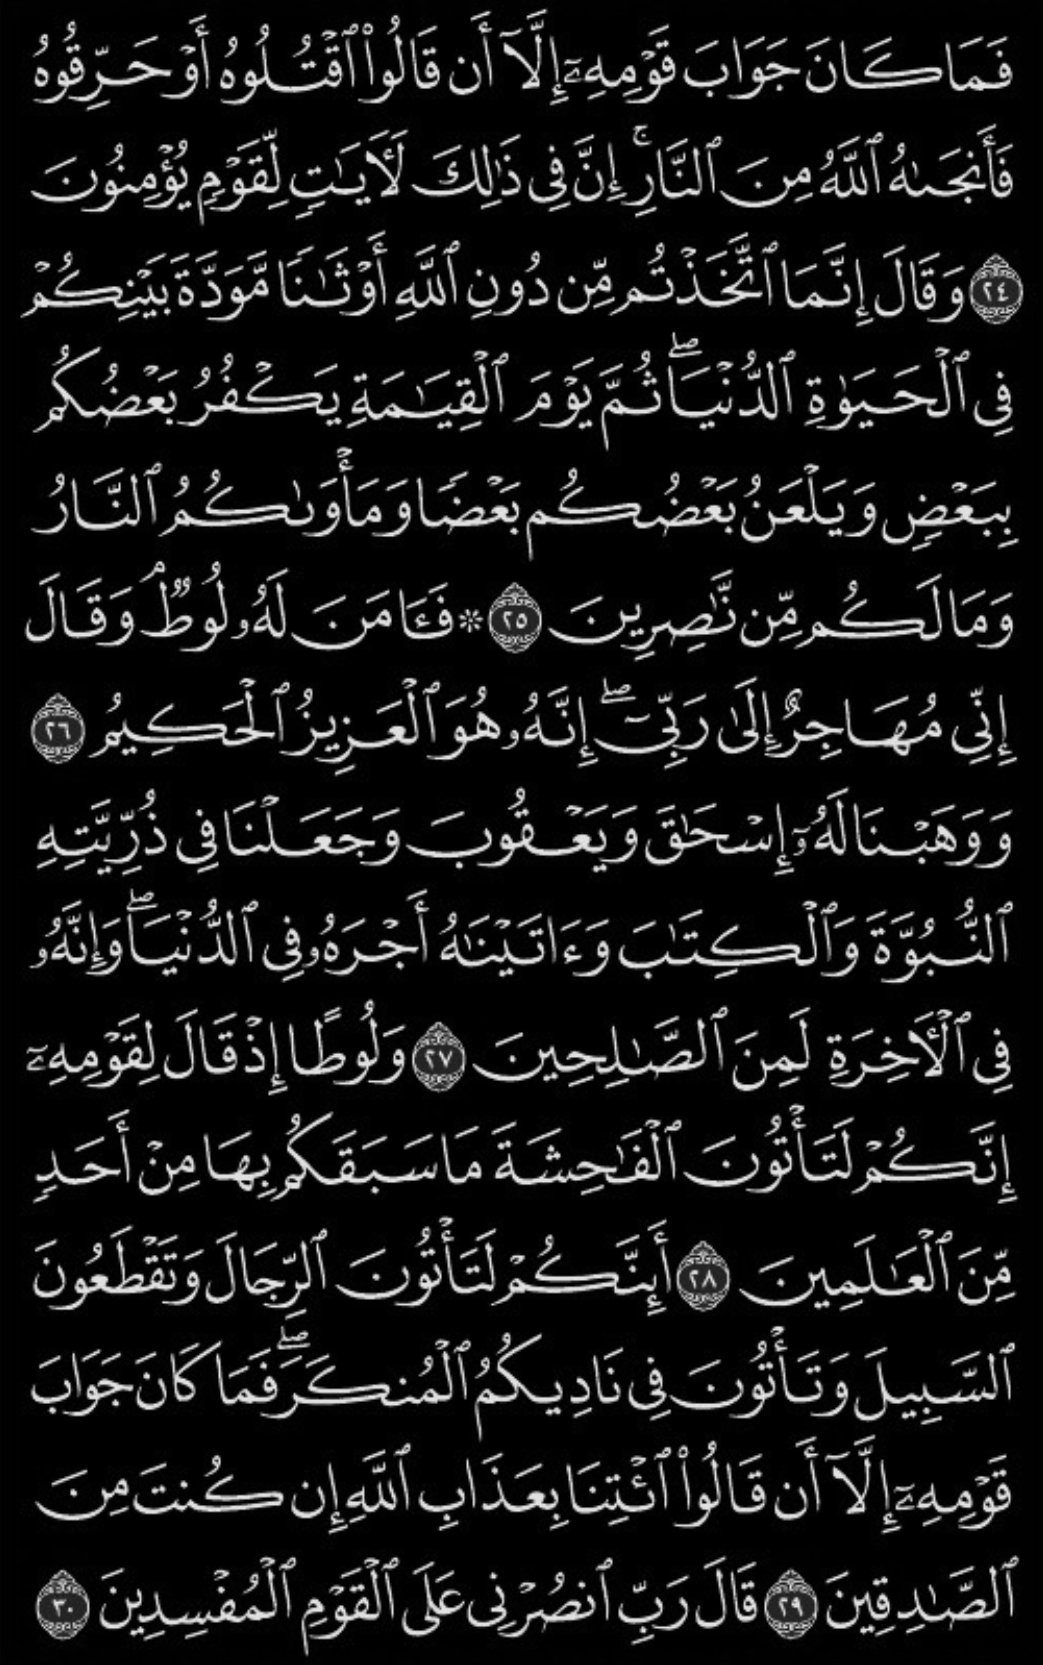 فَمَا كَانَ جَوَابَ قَوْمِهِۦٓ إِلَّآ أَن قَالُوا۟ ٱقْتُلُوهُ أَوْ حَرِّقُوهُ
فَأَنجَىٰهُ ٱللَّهُ مِنَ ٱلنَّارِ ۚ إِنَّ فِى ذَٰلِكَ لَـَٔايَـٰتٍ لِّقَوْمٍ يُؤْمِنُونَ
٢٤ وَقَالَ إِنَّمَا ٱتَّخَذْتُم مِّن دُونِ ٱللَّهِ أَوْثَـٰنًا مَّوَدَّةَ بَيْنِكُمْ
فِى ٱلْحَيَوٰةِ ٱلدُّنْيَا ۖ ثُمَّ يَوْمَ ٱلْقِيَـٰمَةِ يَكْفُرُ بَعْضُكُم
بِبَعْضٍ وَيَلْعَنُ بَعْضُكُم بَعْضًا وَمَأْوَىٰكُمُ ٱلنَّارُ
وَمَا لَكُم مِّن نَّـٰصِرِينَ ٢٥ ۞ فَـَٔامَنَ لَهُۥ لُوطٌ ۘ وَقَالَ
إِنِّى مُهَاجِرٌ إِلَىٰ رَبِّىٓ ۖ إِنَّهُۥ هُوَ ٱلْعَزِيزُ ٱلْحَكِيمُ ٢٦
وَوَهَبْنَا لَهُۥٓ إِسْحَـٰقَ وَيَعْقُوبَ وَجَعَلْنَا فِى ذُرِّيَّتِهِ
ٱلنُّبُوَّةَ وَٱلْكِتَـٰبَ وَءَاتَيْنَـٰهُ أَجْرَهُۥ فِى ٱلدُّنْيَا ۖ وَإِنَّهُۥ
فِى ٱلْـَٔاخِرَةِ لَمِنَ ٱلصَّـٰلِحِينَ ٢٧ وَلُوطًا إِذْ قَالَ لِقَوْمِهِۦٓ
إِنَّكُمْ لَتَأْتُونَ ٱلْفَـٰحِشَةَ مَا سَبَقَكُم بِهَا مِنْ أَحَدٍ
مِّنَ ٱلْعَـٰلَمِينَ ٢٨ أَئِنَّكُمْ لَتَأْتُونَ ٱلرِّجَالَ وَتَقْطَعُونَ
ٱلسَّبِيلَ وَتَأْتُونَ فِى نَادِيكُمُ ٱلْمُنكَرَ ۖ فَمَا كَانَ جَوَابَ
قَوْمِهِۦٓ إِلَّآ أَن قَالُوا۟ ٱئْتِنَا بِعَذَابِ ٱللَّهِ إِن كُنتَ مِنَ
ٱلصَّـٰدِقِينَ ٢٩ قَالَ رَبِّ ٱنصُرْنِى عَلَى ٱلْقَوْمِ ٱلْمُفْسِدِينَ ٣٠